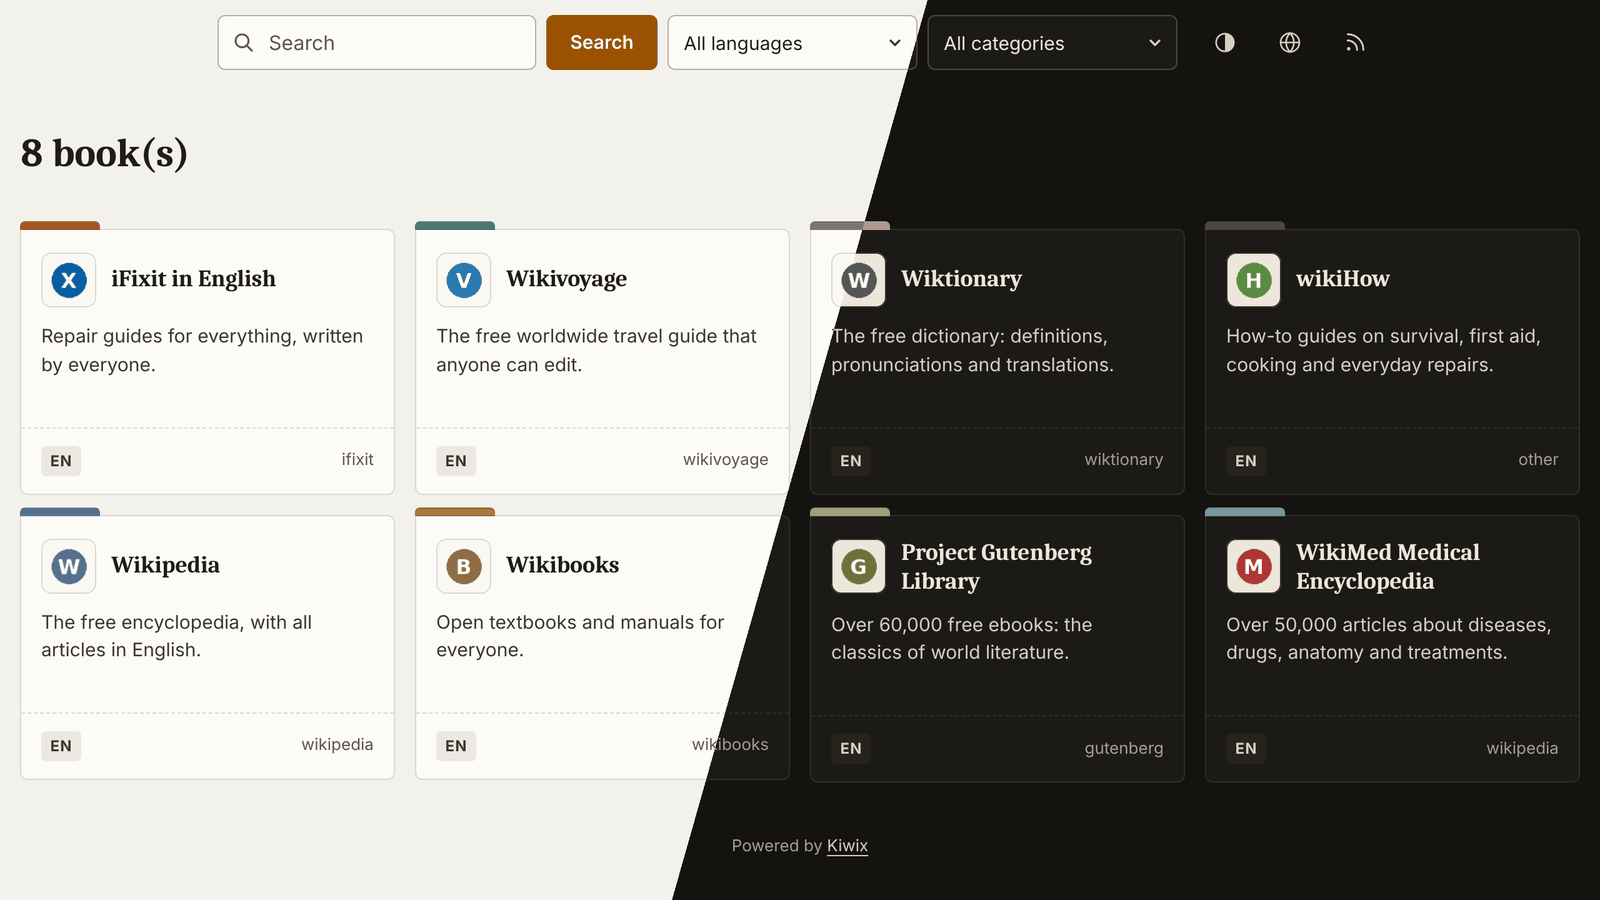 Search
Search
All languages
All categories
8 book(s)
X
iFixit in English
Repair guides for everything, written
by everyone.
EN
ifixit
V
Wikivoyage
The free worldwide travel guide that
anyone can edit.
EN
wikivoyage
W
Wiktionary
The free dictionary: definitions,
pronunciations and translations.
EN
wiktionary
H
wikiHow
How-to guides on survival, first aid,
cooking and everyday repairs.
EN
other
W
Wikipedia
The free encyclopedia, with all
articles in English.
EN
wikipedia
B
Wikibooks
Open textbooks and manuals for
everyone.
EN
wikibooks
G
Project Gutenberg
Library
Over 60,000 free ebooks: the
classics of world literature.
EN
gutenberg
M
WikiMed Medical
Encyclopedia
Over 50,000 articles about diseases,
drugs, anatomy and treatments.
EN
wikipedia
Powered by Kiwix